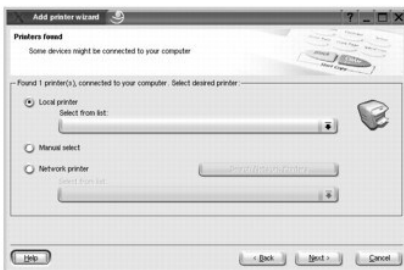 Add printer wizard
Printers found
Some devices might be connected to your computer
Found 1 printer(s), connected to your computer. Select desired printer:
Local printer
Select from list:
Manual select
Network printer
Select from list:
Help
< Back
Next >
Cancel